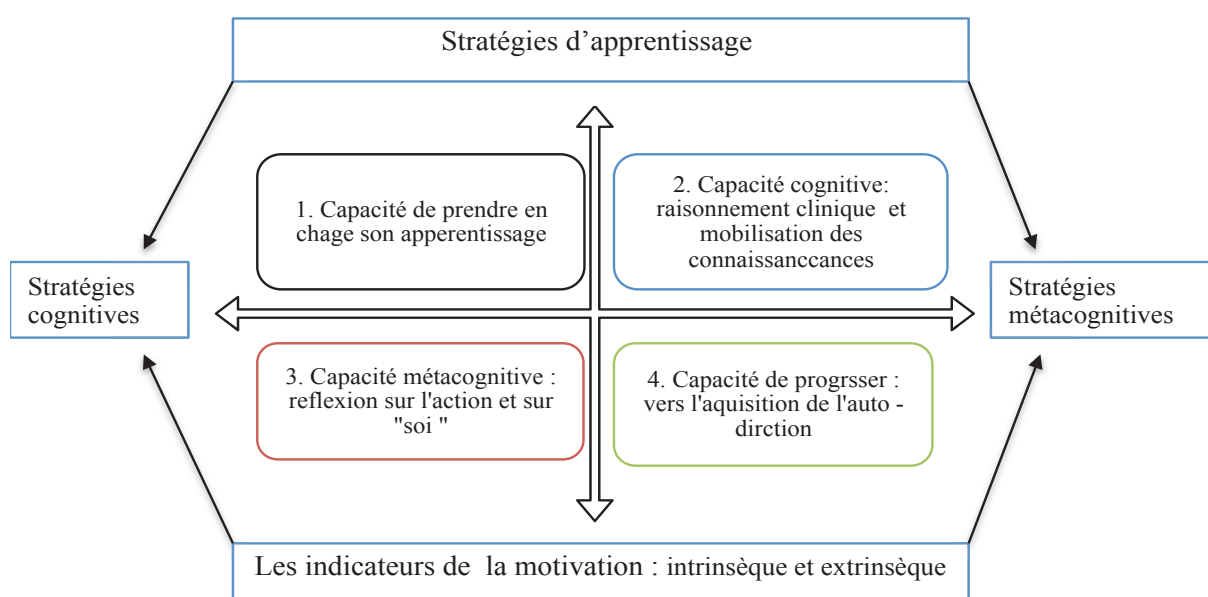 Stratégies d’apprentissage
1. Capacité de prendre en
chage son apperentissage
2. Capacité cognitive:
raisonnement clinique et
mobilisation des
connaissanccances
Stratégies
cognitives
Stratégies
métacognitives
3. Capacité métacognitive :
reflexion sur l'action et sur
"soi "
4. Capacité de progrsser :
vers l'aquisition de l'auto -
dirction
Les indicateurs de la motivation : intrinsèque et extrinsèque